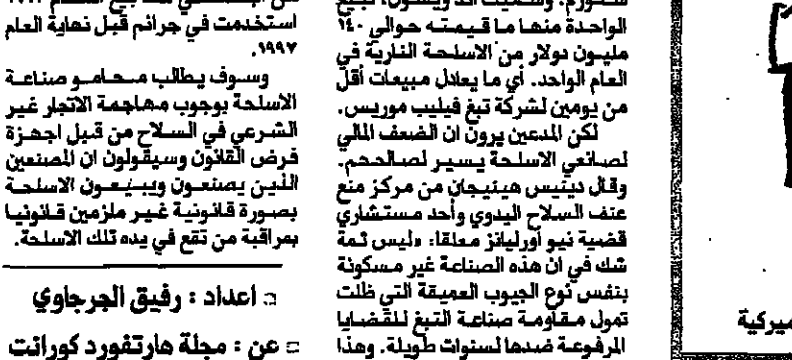 ستورم، وسميث اند ويسون، تبيع
الواحدة منها ما قيمته حوالي ١٤٠
مليون دولار من الاسلحة النارية في
العام الواحد. أي ما يعادل مبيعات أقل
من يومين لشركة تبغ فيليب موريس.
لكن المدعين يرون ان الضعف المالي
لصانعي الاسلحة يسير لصالحهم.
وقال دينيس هينيجان من مركز منع
عنف السلاح اليدوي وأحد مستشاري
قضية نيو أورليانز معلقا: «ليس ثمة
شك في ان هذه الصناعة غير مسكونة
بنفس نوع الجيوب العميقة التي ظلت
تمول مقاومة صناعة التبغ للقضايا
المرفوعة ضدها لسنوات طويلة. وهذا
استخدمت في جرائم قبل نهاية العام
١٩٩٧.
وسوف يطالب محامو صناعة
الاسلحة بوجوب مهاجمة الاتجار غير
الشرعي في السلاح من قبل اجهزة
فرض القانون وسيقولون ان المصنعين
الذين يصنعون ويبيعون الاسلحة
بصورة قانونية غير ملزمين قانونيا
بمراقبة من تقع في يده تلك الاسلحة.
اعداد : رفيق الجرجاوي
عن : مجلة هارتفورد كورانت
ميركية